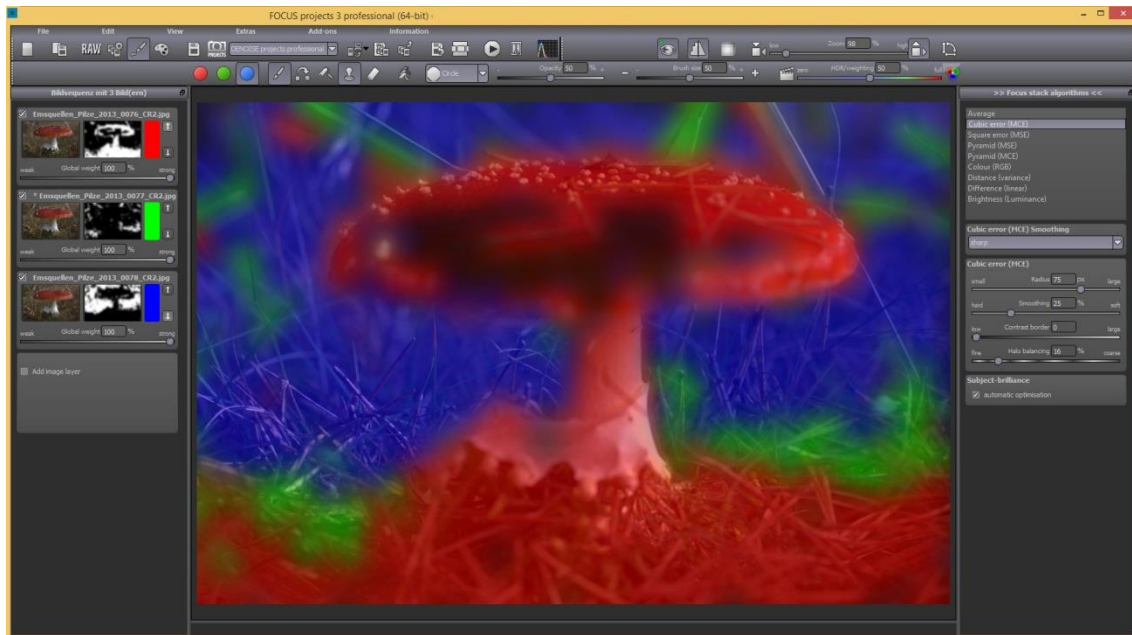 FOCUS projects 3 professional (64-bit)
File Edit View Extras Add-ons Information
RAW PROJECTS DENOISE projects professional low Zoom 98 % high
Circle Opacity 50 % - Brush size 50 % + zero HDR/weighting 50 % full
Bildsequenz mit 3 Bild(ern)
Emsquellen_Pilze_2013_0076_CR2.jpg
Global weight 100 %
weak strong
* Emsquellen_Pilze_2013_0077_CR2.jpg
Global weight 100 %
weak strong
Emsquellen_Pilze_2013_0078_CR2.jpg
Global weight 100 %
weak strong
Add image layer
>> Focus stack algorithms <<
Average
Cubic error (MCE)
Square error (MSE)
Pyramid (MSE)
Pyramid (MCE)
Colour (RGB)
Distance (variance)
Difference (linear)
Brightness (Luminance)
Cubic error (MCE) Smoothing
sharp
Cubic error (MCE)
small Radius 75 px large
hard Smoothing 25 % soft
low Contrast border 0 large
fine Halo balancing 16 % coarse
Subject-brilliance
automatic optimisation